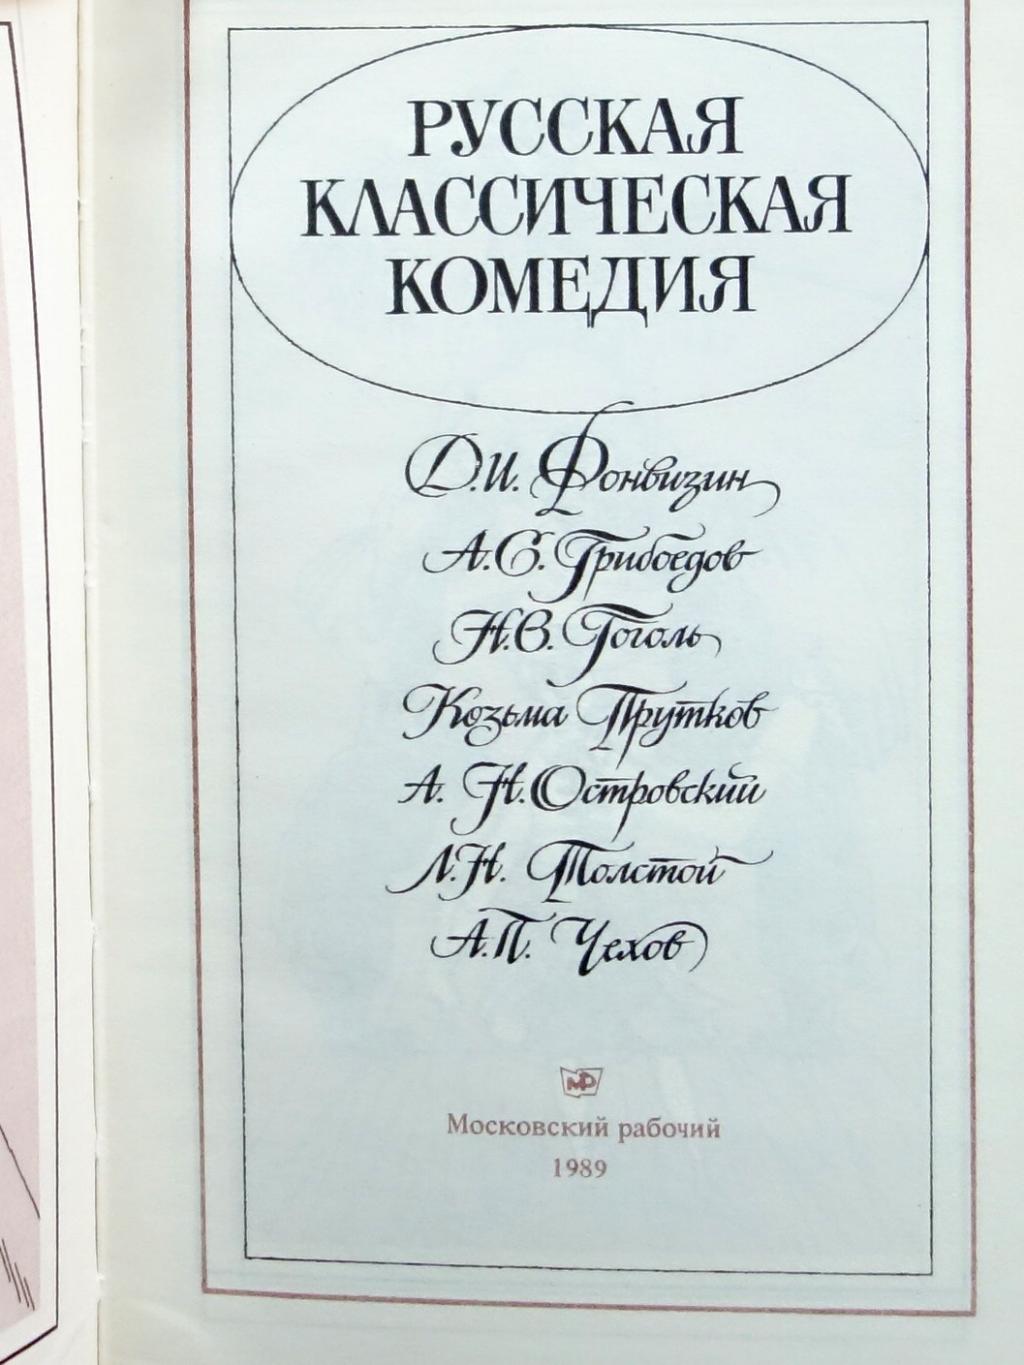 РУССКАЯ
КЛАССИЧЕСКАЯ
КОМЕДИЯ
Д.И. Фонвизин
А.С. Грибоедов
Н.В. Гоголь
Козьма Прутков
А. Н. Островский
Л.Н. Толстой
А.П. Чехов
МР
Московский рабочий
1989